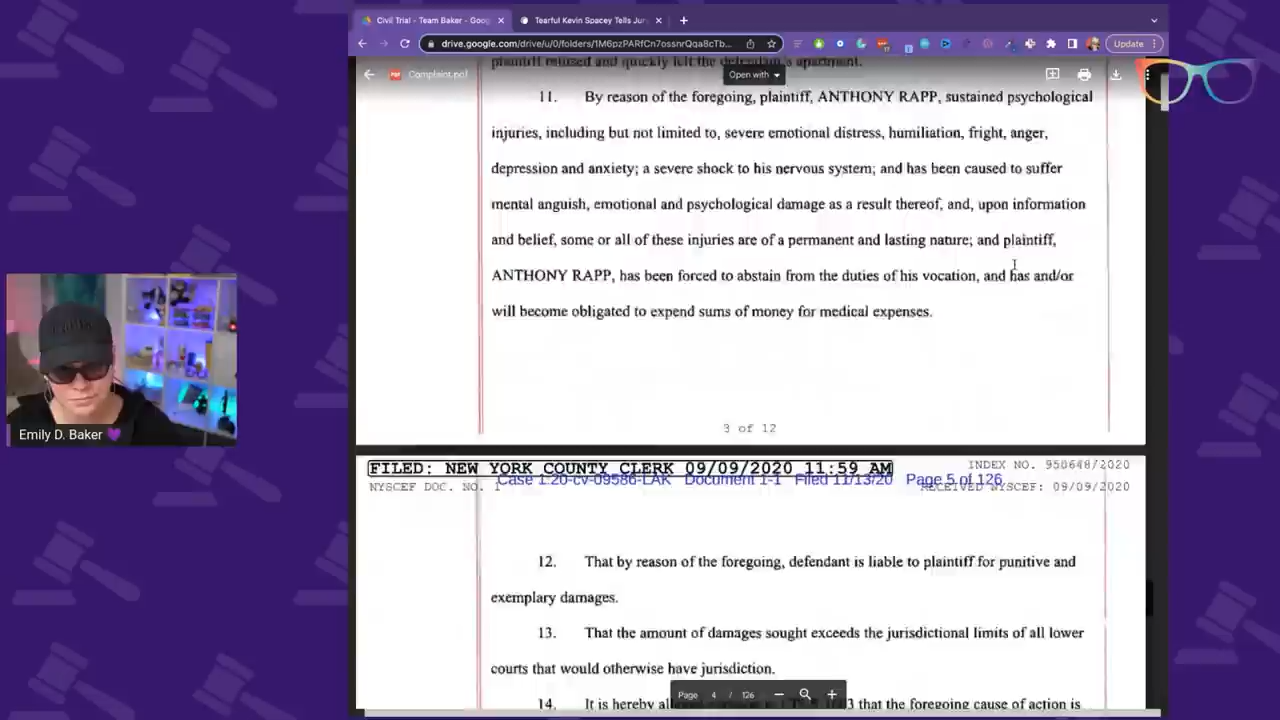 Civil Trial - Team Baker - Goo
Tearful Kevin Spacey Tells Jur
drive.google.com/drive/u/0/folders/1M6pzPARfCn7ossnrQqa8cTb...
Update
plaintiff refused and quickly left the defendant's apartment.
Complaint.pdf
Open with
11. By reason of the foregoing, plaintiff, ANTHONY RAPP, sustained psychological
injuries, including but not limited to, severe emotional distress, humiliation, fright, anger,
depression and anxiety; a severe shock to his nervous system; and has been caused to suffer
mental anguish, emotional and psychological damage as a result thereof, and, upon information
and belief, some or all of these injuries are of a permanent and lasting nature; and plaintiff,
ANTHONY RAPP, has been forced to abstain from the duties of his vocation, and has and/or
will become obligated to expend sums of money for medical expenses.
3 of 12
Emily D. Baker 💜
FILED: NEW YORK COUNTY CLERK 09/09/2020 11:59 AM
INDEX NO. 950648/2020
NYSCEF DOC. NO. 1
Case 1:20-cv-09586-LAK Document 1-1 Filed 11/13/20 Page 5 of 126
RECEIVED NYSCEF: 09/09/2020
12. That by reason of the foregoing, defendant is liable to plaintiff for punitive and
exemplary damages.
13. That the amount of damages sought exceeds the jurisdictional limits of all lower
courts that would otherwise have jurisdiction.
Page 4 / 126
14. It is hereby that the foregoing cause of action is